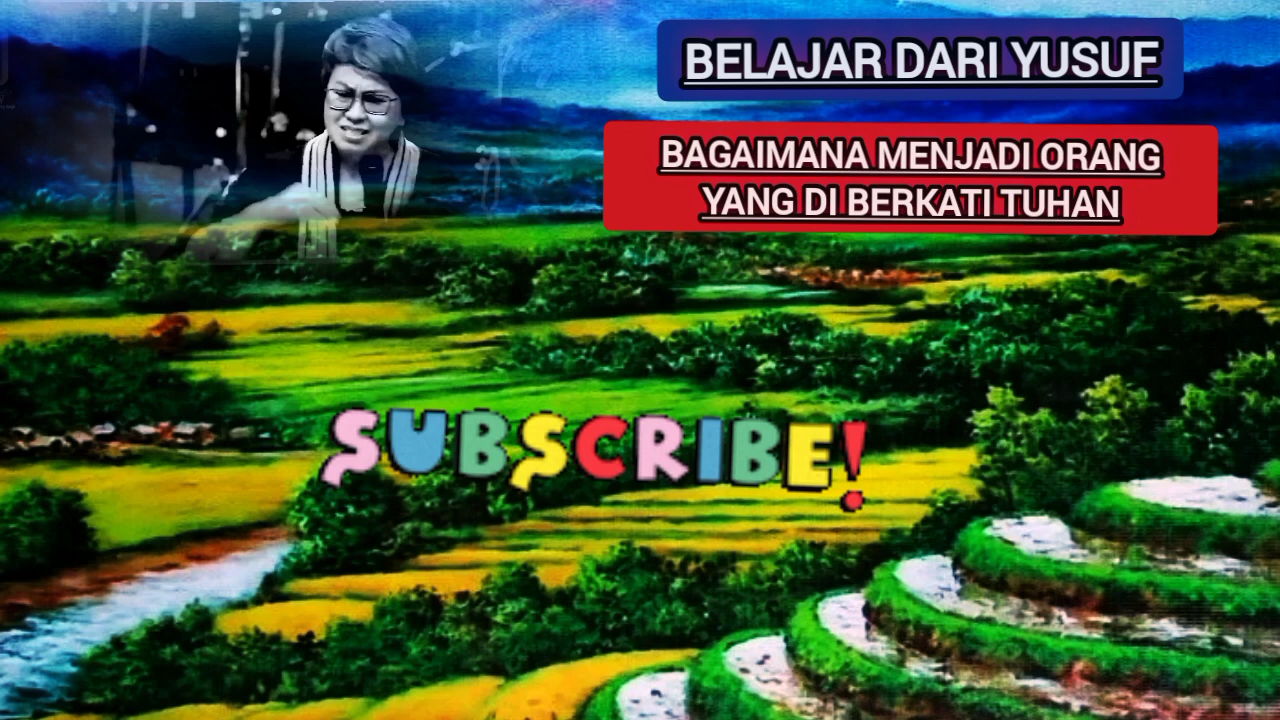 BELAJAR DARI YUSUF
BAGAIMANA MENJADI ORANG
YANG DI BERKATI TUHAN
SUBSCRIBE!